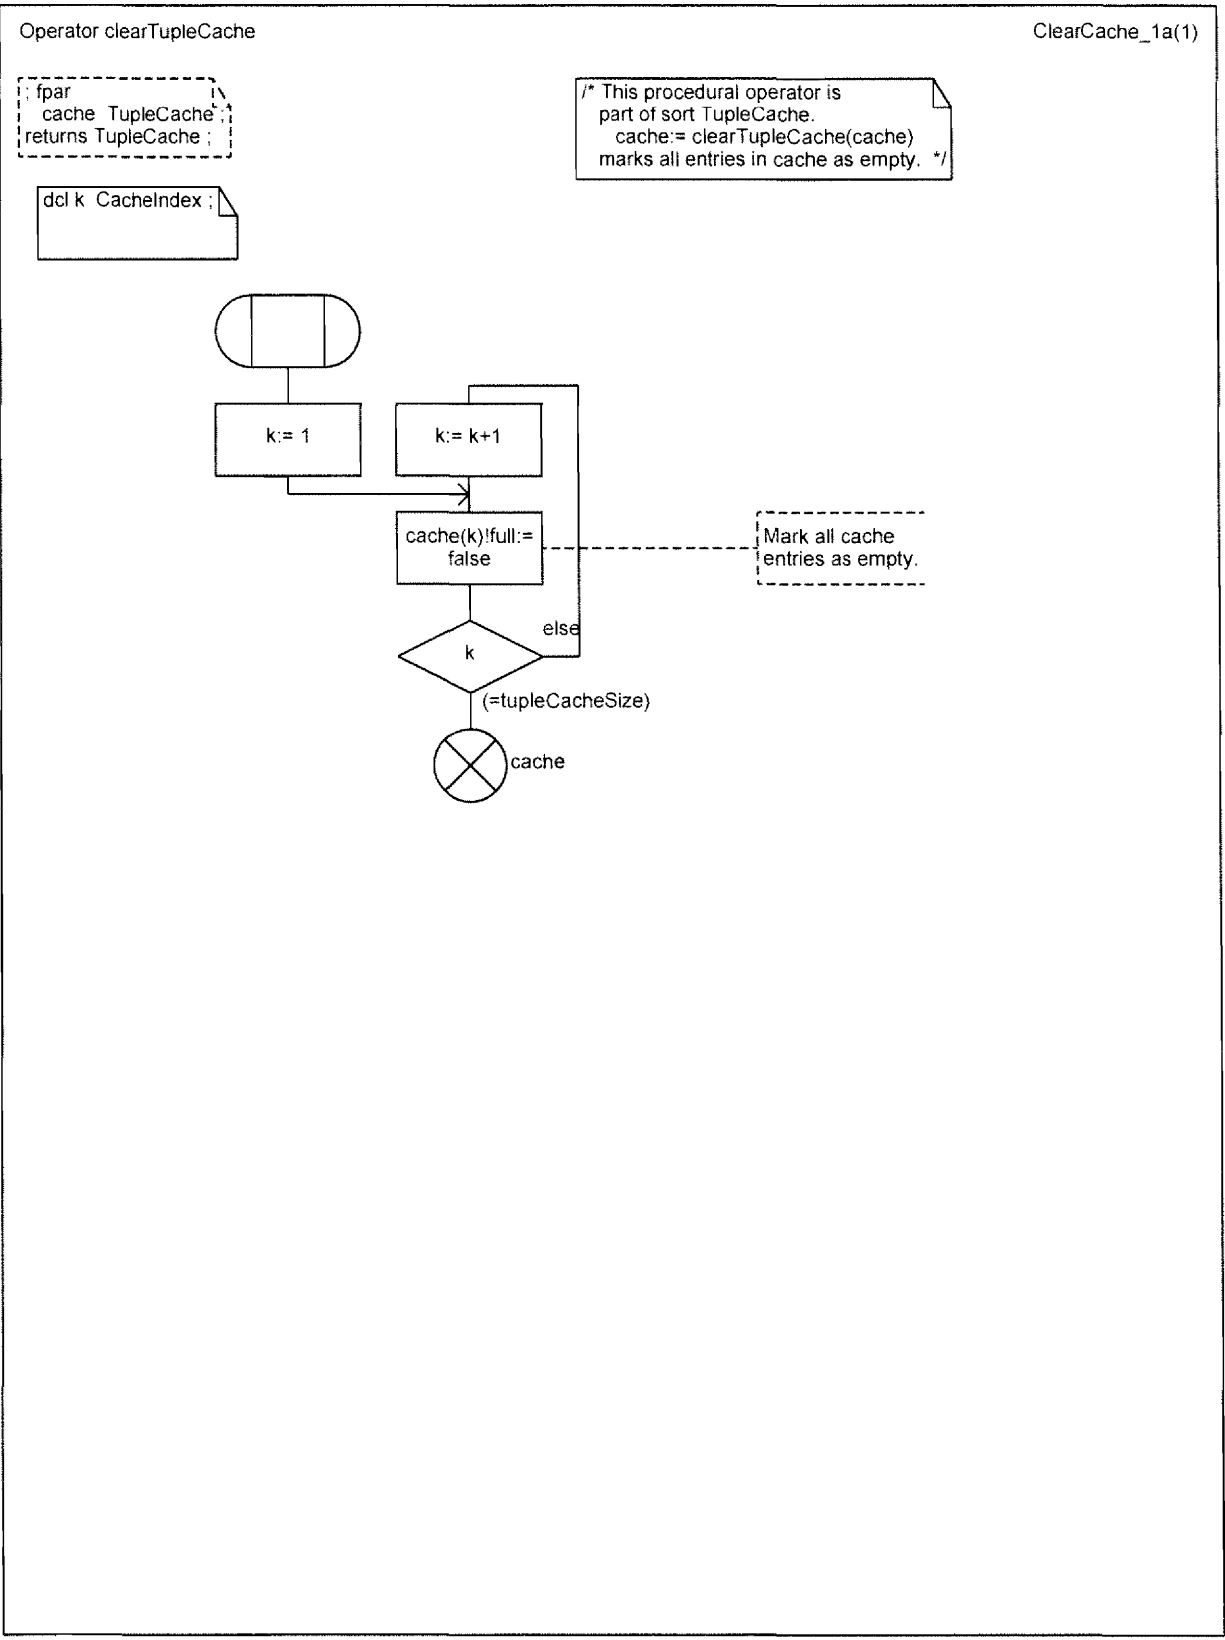 Operator clearTupleCache
ClearCache_1a(1)
; fpar
cache TupleCache ;
returns TupleCache ;
/* This procedural operator is
part of sort TupleCache.
cache:= clearTupleCache(cache)
marks all entries in cache as empty. */
dcl k CacheIndex ;
k:= 1
k:= k+1
cache(k)!full:=
false
Mark all cache
entries as empty.
else
k
(=tupleCacheSize)
cache